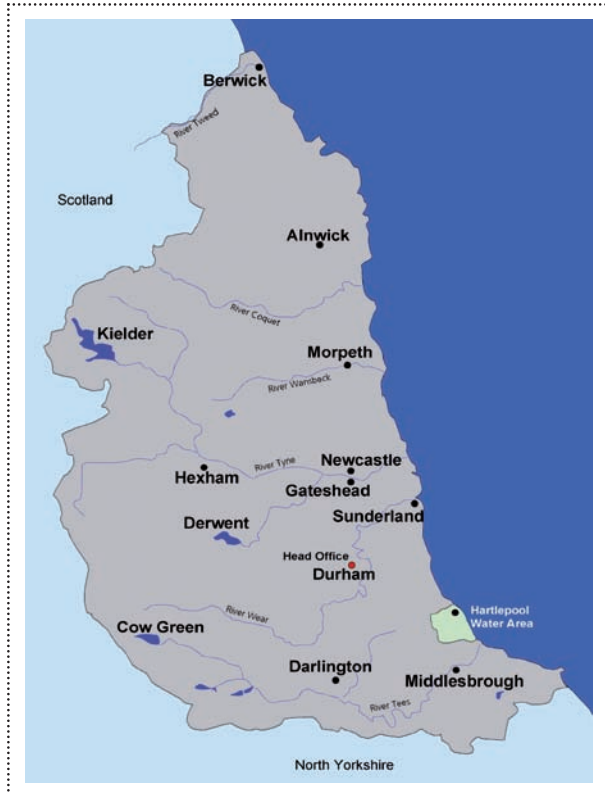 Berwick
River Tweed
Scotland
Alnwick
River Coquet
Kielder
Morpeth
River Wansback
Newcastle
River Tyne
Hexham
Gateshead
Sunderland
Derwent
Head Office
Durham
Hartlepool
Water Area
River Wear
Cow Green
Darlington
Middlesbrough
River Tees
North Yorkshire